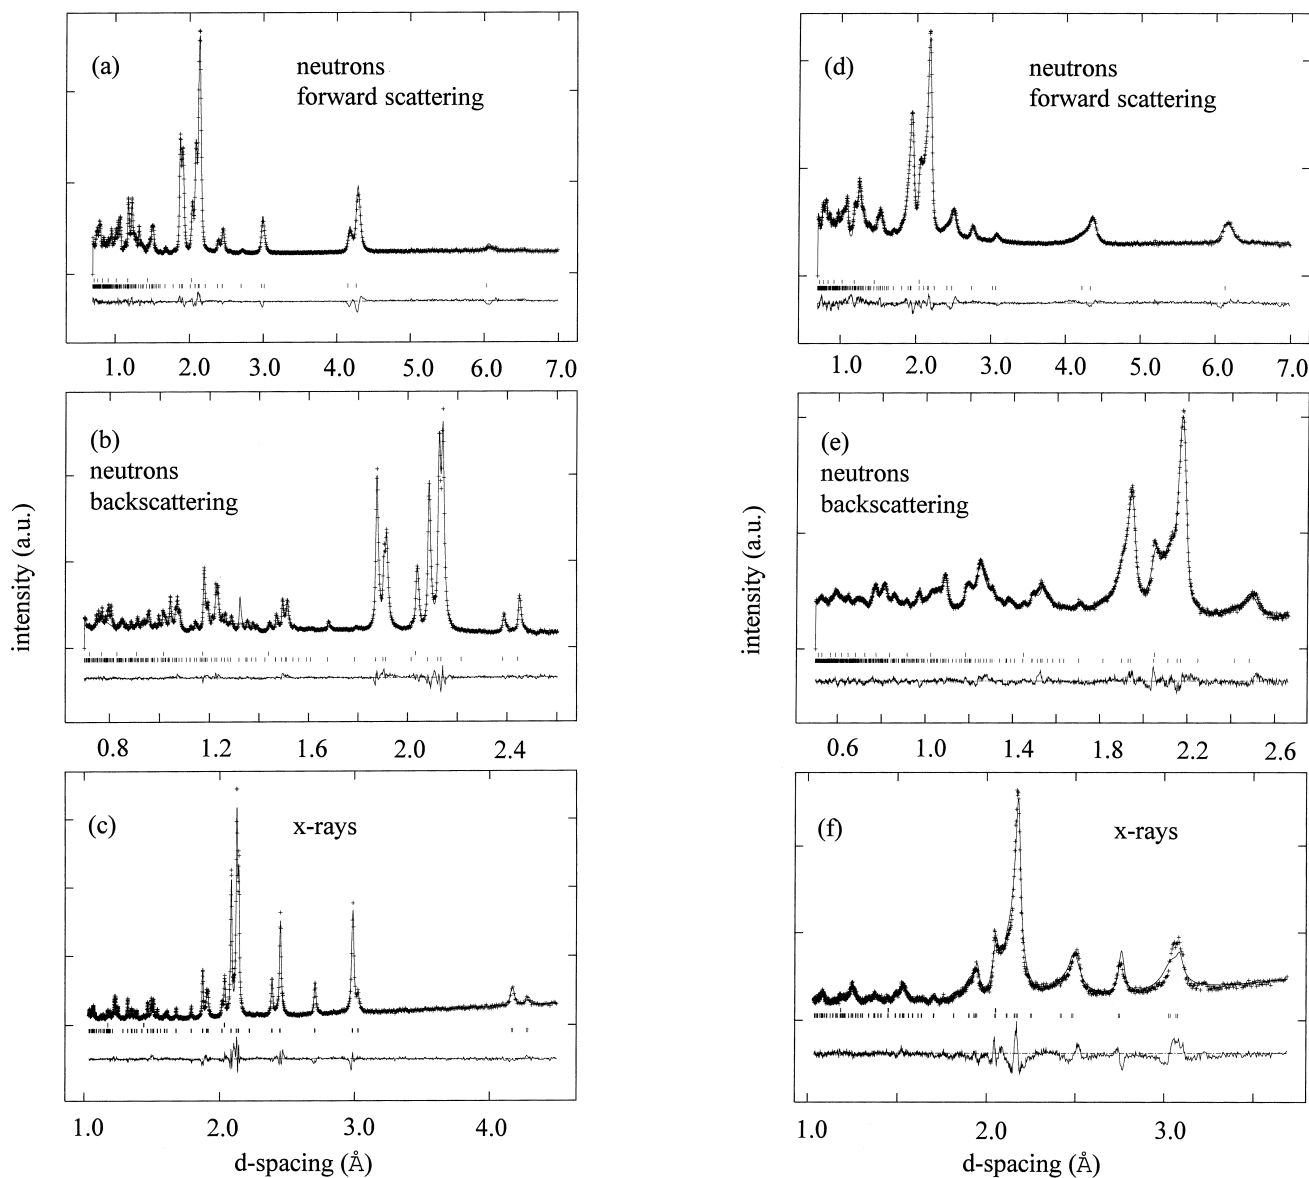 (a)
neutrons
forward scattering
1.0 2.0 3.0 4.0 5.0 6.0 7.0
(b)
neutrons
backscattering
0.8 1.2 1.6 2.0 2.4
(c)
x-rays
1.0 2.0 3.0 4.0
intensity (a.u.)
d-spacing (Å)
(d)
neutrons
forward scattering
1.0 2.0 3.0 4.0 5.0 6.0 7.0
(e)
neutrons
backscattering
0.6 1.0 1.4 1.8 2.2 2.6
(f)
x-rays
1.0 2.0 3.0
intensity (a.u.)
d-spacing (Å)